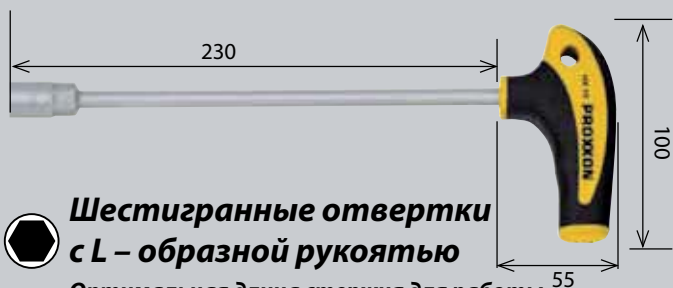 230
PROXXON
100
Шестигранные отвертки
с L – образной рукоятью
55